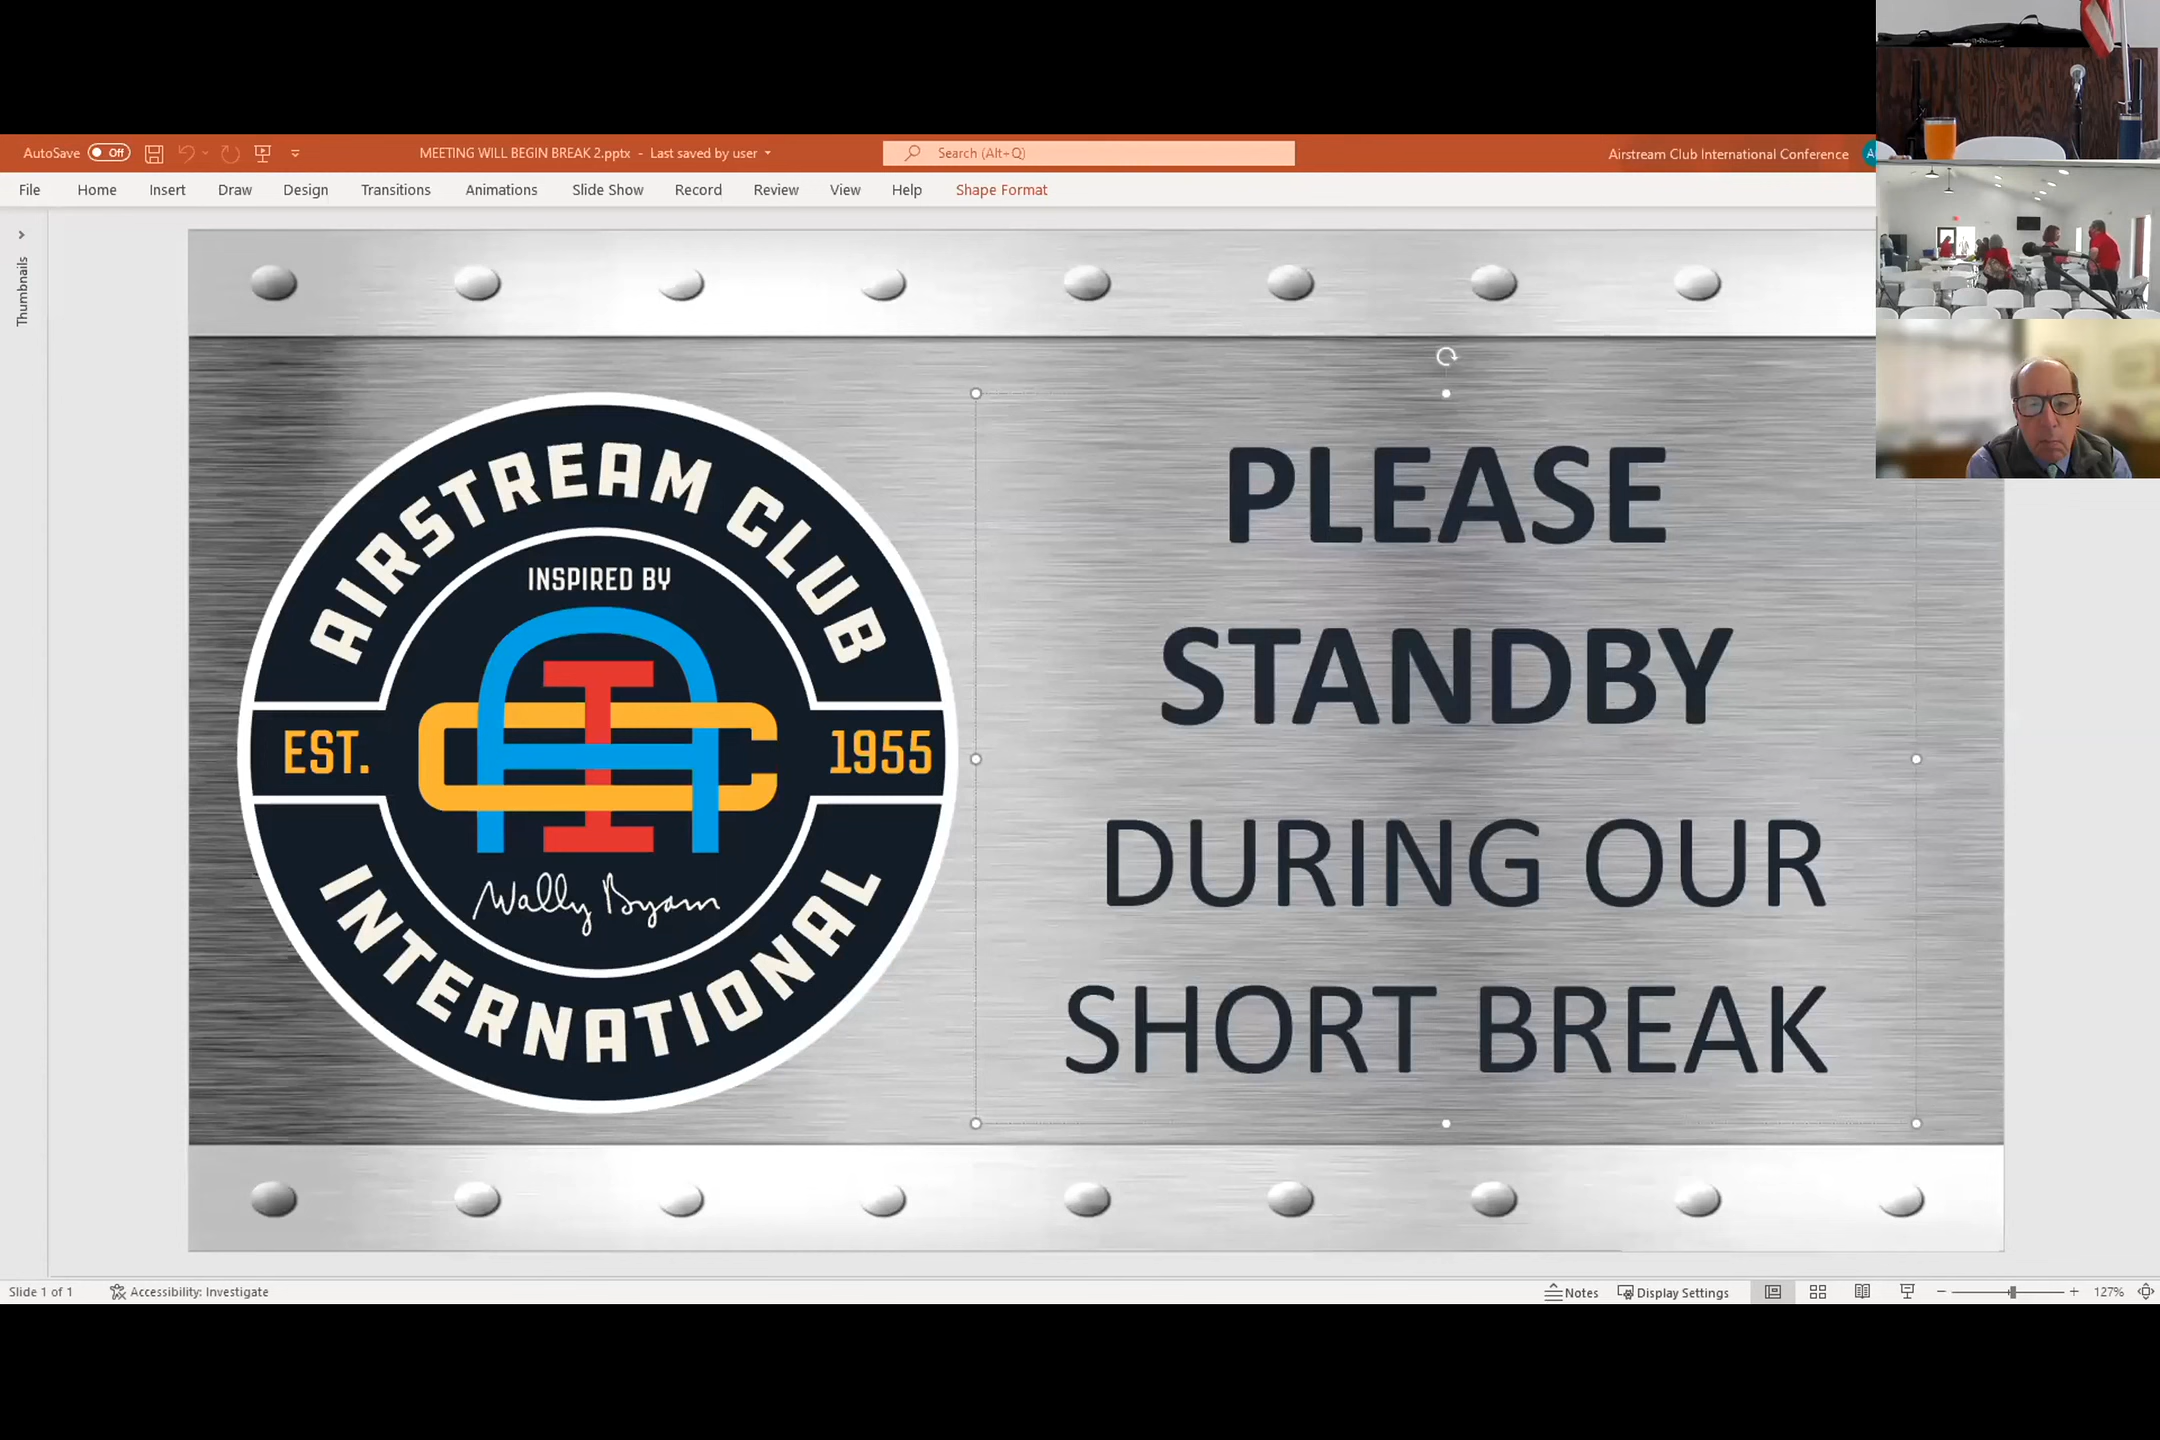 AutoSave Off
MEETING WILL BEGIN BREAK 2.pptx - Last saved by user
Search (Alt+Q)
Airstream Club International Conference
File Home Insert Draw Design Transitions Animations Slide Show Record Review View Help Shape Format
Thumbnails
AIRSTREAM CLUB
INSPIRED BY
EST. 1955
Wally Byam
INTERNATIONAL
PLEASE
STANDBY
DURING OUR
SHORT BREAK
Slide 1 of 1 Accessibility: Investigate Notes Display Settings 127%